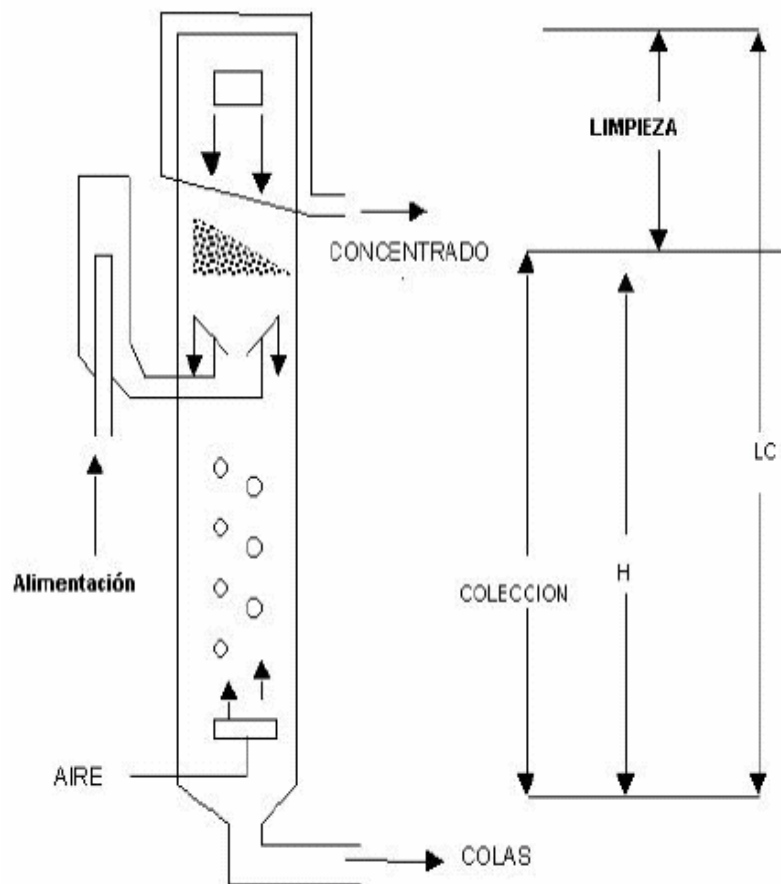 LIMPIEZA
CONCENTRADO
LC
Alimentación
COLECCION
H
AIRE
COLAS